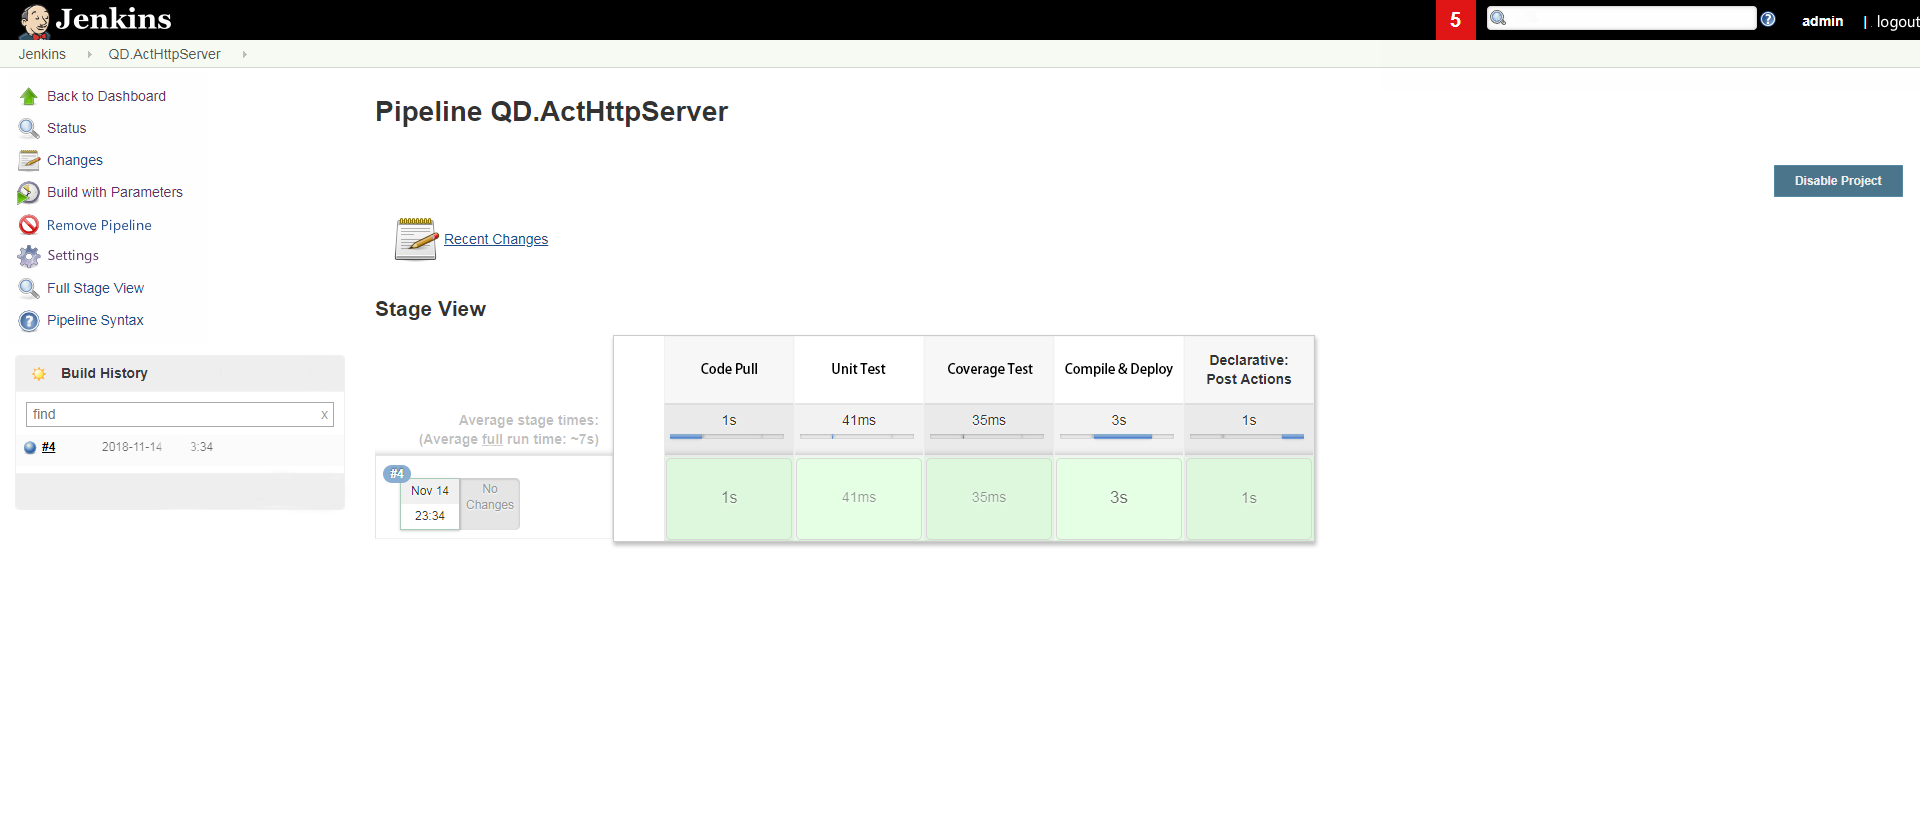 Jenkins
5
admin | logout
Jenkins QD.ActHttpServer
Back to Dashboard
Status
Changes
Build with Parameters
Remove Pipeline
Settings
Full Stage View
Pipeline Syntax
Build History
find x
#4 2018-11-14 3:34
Pipeline QD.ActHttpServer
Disable Project
Recent Changes
Stage View
Code Pull Unit Test Coverage Test Compile & Deploy Declarative:
Post Actions
Average stage times:
(Average full run time: ~7s)
1s 41ms 35ms 3s 1s
#4
Nov 14
23:34
No
Changes
1s 41ms 35ms 3s 1s